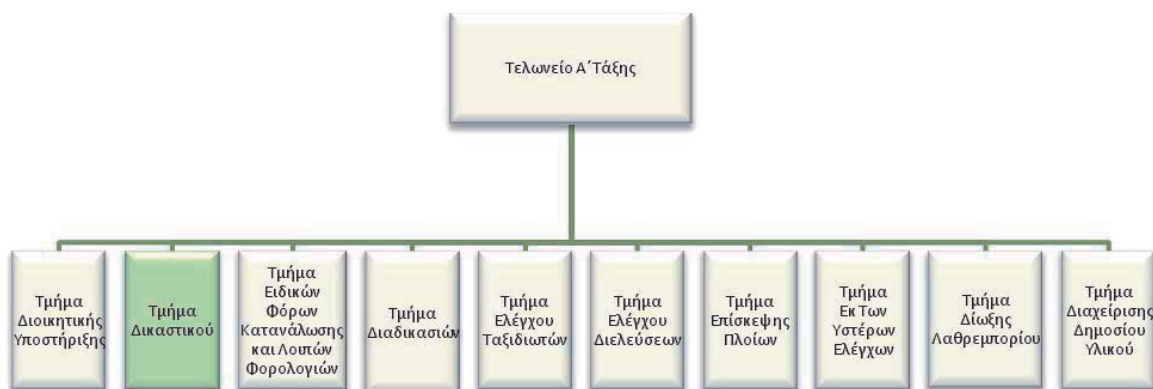 Τελωνείο Α΄Τάξης
Τμήμα
Διοικητικής
Υποστήριξης
Τμήμα
Δικαστικού
Τμήμα
Ειδικών
Φόρων
Κατανάλωσης
και Λοιπών
Φορολογιών
Τμήμα
Διαδικασιών
Τμήμα
Ελέγχου
Ταξιδιωτών
Τμήμα
Ελέγχου
Διελεύσεων
Τμήμα
Επίσκεψης
Πλοίων
Τμήμα
Εκ Των
Υστέρων
Ελέγχων
Τμήμα
Δίωξης
Λαθρεμπορίου
Τμήμα
Διαχείρισης
Δημοσίου
Υλικού